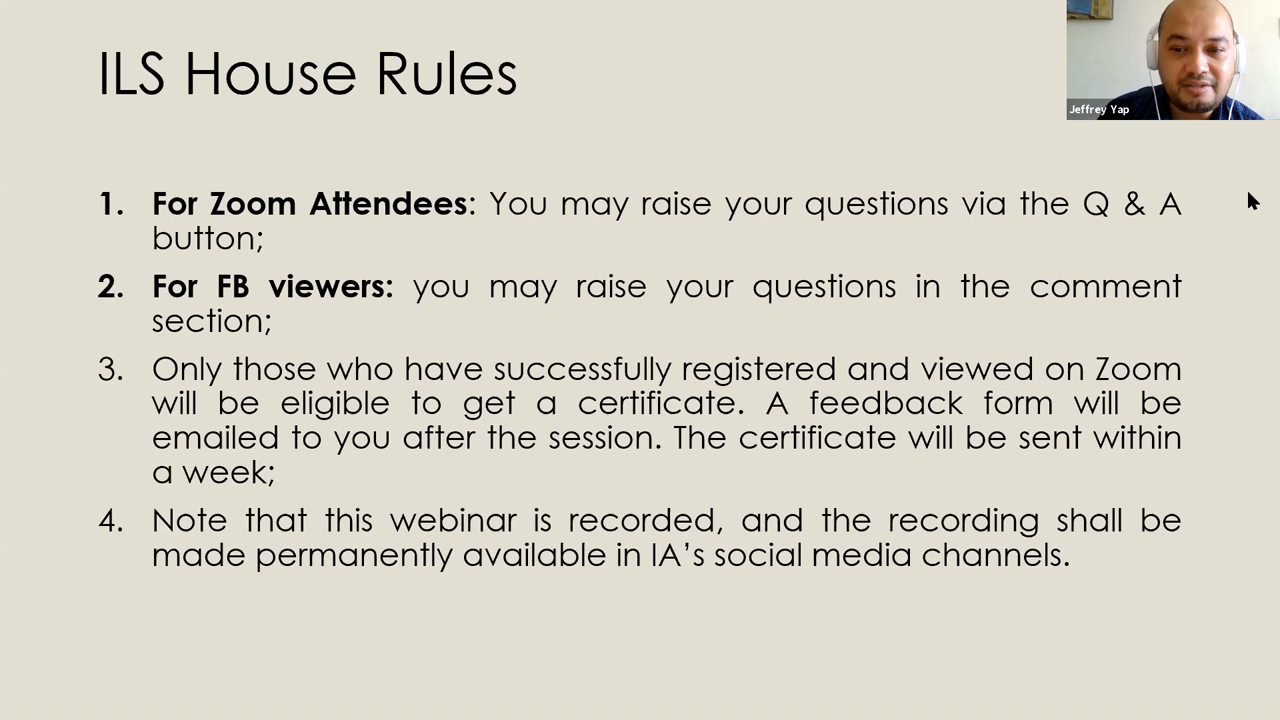 ILS House Rules
Jeffrey Yap
1. For Zoom Attendees: You may raise your questions via the Q & A
button;
2. For FB viewers: you may raise your questions in the comment
section;
3. Only those who have successfully registered and viewed on Zoom
will be eligible to get a certificate. A feedback form will be
emailed to you after the session. The certificate will be sent within
a week;
4. Note that this webinar is recorded, and the recording shall be
made permanently available in IA’s social media channels.